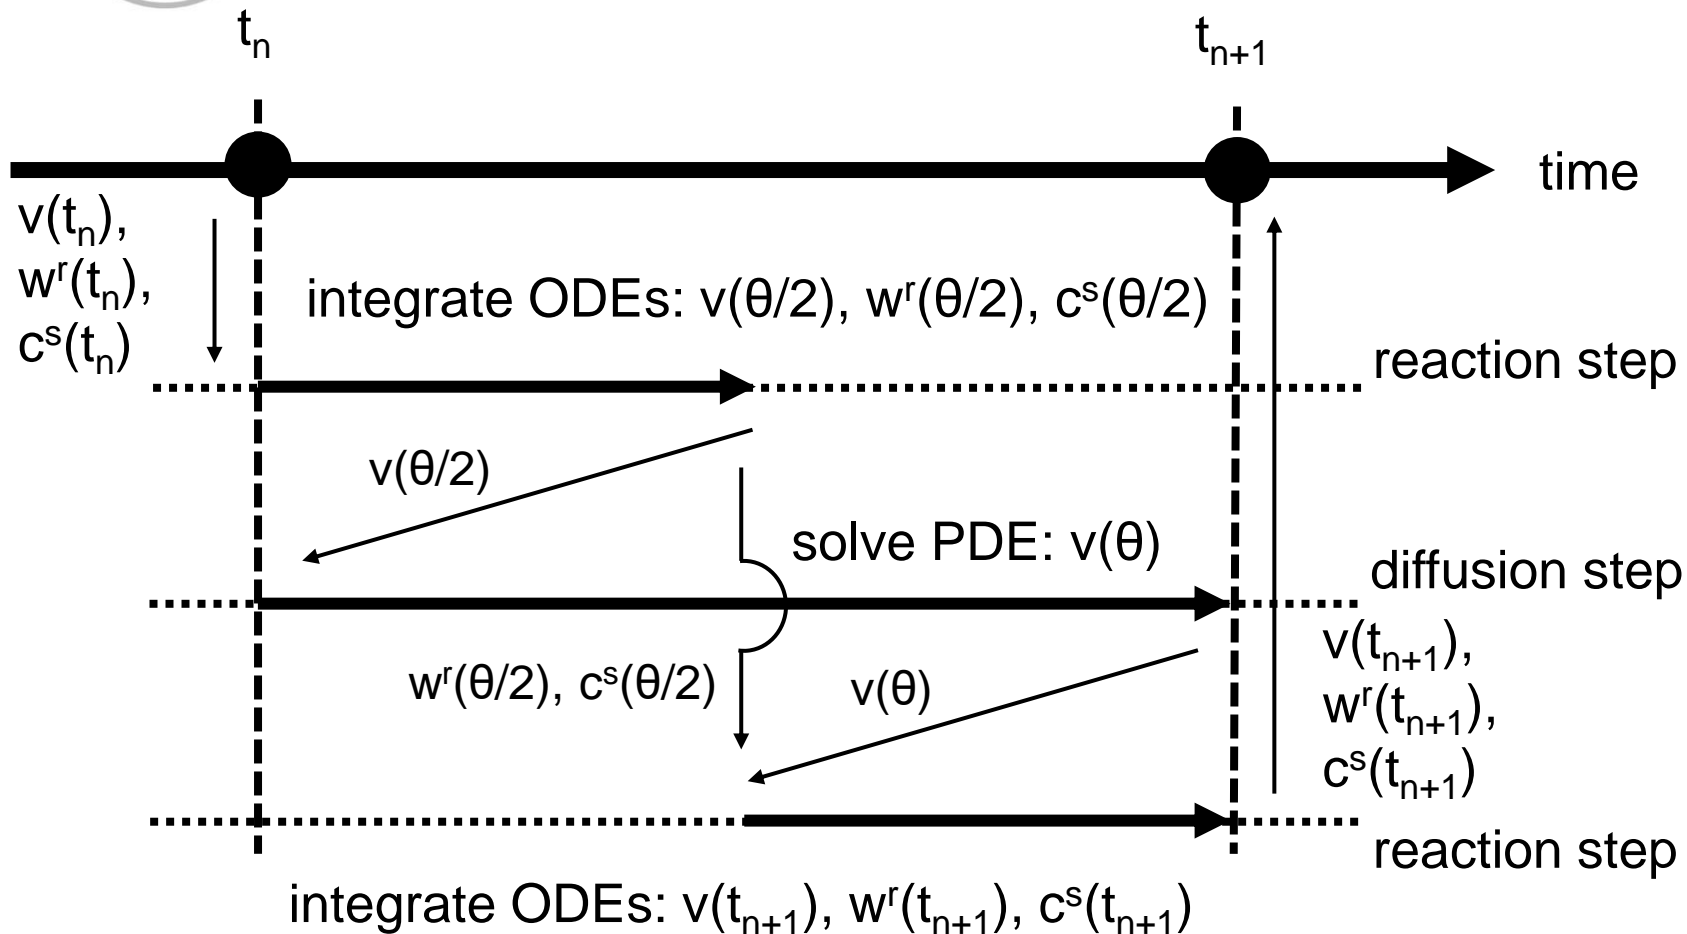 tₙ
tₙ₊₁
time
v(tₙ),
wʳ(tₙ),
cˢ(tₙ)
integrate ODEs: v(θ/2), wʳ(θ/2), cˢ(θ/2)
reaction step
v(θ/2)
solve PDE: v(θ)
diffusion step
wʳ(θ/2), cˢ(θ/2)
v(θ)
v(tₙ₊₁),
wʳ(tₙ₊₁),
cˢ(tₙ₊₁)
reaction step
integrate ODEs: v(tₙ₊₁), wʳ(tₙ₊₁), cˢ(tₙ₊₁)